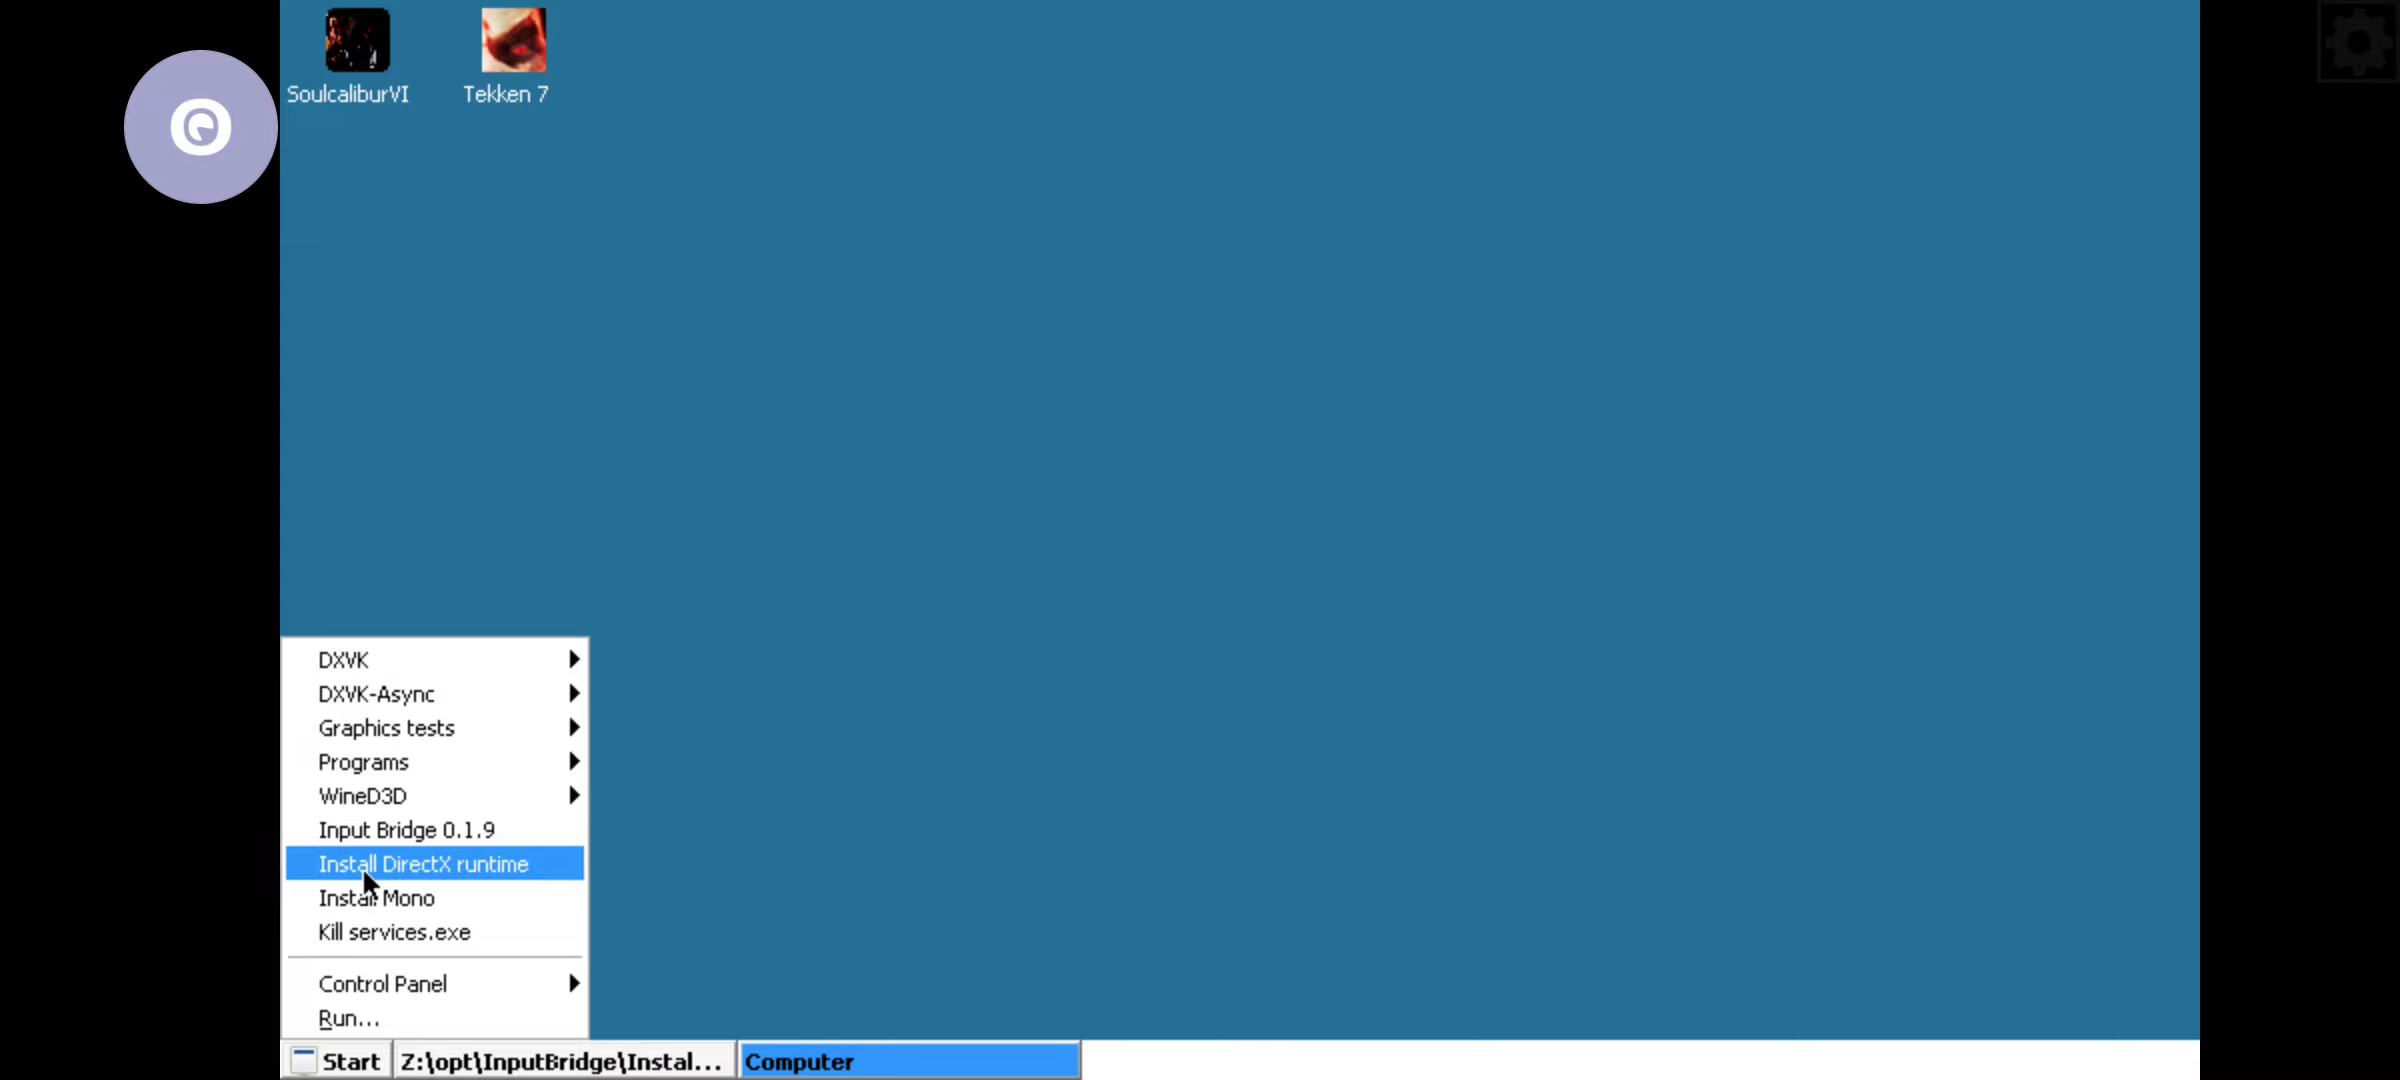 SoulcaliburVI Tekken 7
DXVK
DXVK-Async
Graphics tests
Programs
WineD3D
Input Bridge 0.1.9
Install DirectX runtime
Install Mono
Kill services.exe
Control Panel
Run...
Start Z:\opt\InputBridge\Instal... Computer